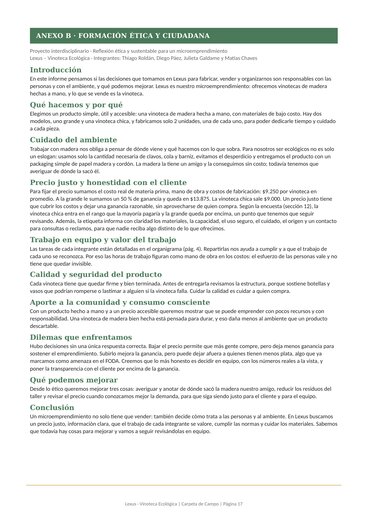 ANEXO B · FORMACIÓN ÉTICA Y CIUDADANA
Proyecto interdisciplinario · Reflexión ética y sustentable para un microemprendimiento
Lexus – Vinoteca Ecológica · Integrantes: Thiago Roldán, Diego Páez, Julieta Galdamo y Matías Chaves
Introducción
En este informe pensamos si las decisiones que tomamos en Lexus para fabricar, vender y organizarnos son responsables con las
personas y con el ambiente, y qué podemos mejorar. Lexus es nuestro microemprendimiento: ofrecemos vinotecas de madera
hechas a mano, y lo que se vende es la vinoteca.
Qué hacemos y por qué
Elegimos un producto simple, útil y accesible: una vinoteca de madera hecha a mano, con materiales de bajo costo. Hay dos
modelos, uno grande y una vinoteca chica, y fabricamos solo 2 unidades, una de cada una, para poder dedicarle tiempo y cuidado
a cada pieza.
Cuidado del ambiente
Trabajar con madera nos obliga a pensar de dónde viene y qué hacemos con lo que sobra. Para nosotros ser ecológicos no es solo
un eslogan: usamos solo la cantidad necesaria de clavos, cola y barniz, evitamos el desperdicio y entregamos el producto con un
packaging simple de papel madera y cordón. La madera la tiene un amigo y la conseguimos sin costo; todavía tenemos que
averiguar de dónde la sacó él.
Precio justo y honestidad con el cliente
Para fijar el precio sumamos el costo real de materia prima, mano de obra y costos de fabricación: $9.250 por vinoteca en
promedio. A la grande le sumamos un 50 % de ganancia y queda en $13.875. La vinoteca chica sale $9.000. Un precio justo tiene
que cubrir los costos y dejar una ganancia razonable, sin aprovecharse de quien compra. Según la encuesta (sección 12), la
vinoteca chica entra en el rango que la mayoría pagaría y la grande queda por encima, un punto que tenemos que seguir
revisando. Además, la etiqueta informa con claridad los materiales, la capacidad, el uso seguro, el cuidado, el origen y un contacto
para consultas o reclamos, para que nadie reciba algo distinto de lo que ofrecimos.
Trabajo en equipo y valor del trabajo
Las tareas de cada integrante están detalladas en el organigrama (pág. 4). Repartirlas nos ayuda a cumplir y a que el trabajo de
cada uno se reconozca. Por eso las horas de trabajo figuran como mano de obra en los costos: el esfuerzo de las personas vale y no
tiene que quedar invisible.
Calidad y seguridad del producto
Cada vinoteca tiene que quedar firme y bien terminada. Antes de entregarla revisamos la estructura, porque sostiene botellas y
vasos que podrían romperse o lastimar a alguien si la vinoteca falla. Cuidar la calidad es cuidar a quien compra.
Aporte a la comunidad y consumo consciente
Con un producto hecho a mano y a un precio accesible queremos mostrar que se puede emprender con pocos recursos y con
responsabilidad. Una vinoteca de madera bien hecha está pensada para durar, y eso daña menos al ambiente que un producto
descartable.
Dilemas que enfrentamos
Hubo decisiones sin una única respuesta correcta. Bajar el precio permite que más gente compre, pero deja menos ganancia para
sostener el emprendimiento. Subirlo mejora la ganancia, pero puede dejar afuera a quienes tienen menos plata, algo que ya
marcamos como amenaza en el FODA. Creemos que lo más honesto es decidir en equipo, con los números reales a la vista, y
poner la transparencia con el cliente por encima de la ganancia.
Qué podemos mejorar
Desde lo ético queremos mejorar tres cosas: averiguar y anotar de dónde sacó la madera nuestro amigo, reducir los residuos del
taller y revisar el precio cuando conozcamos mejor la demanda, para que siga siendo justo para el cliente y para el equipo.
Conclusión
Un microemprendimiento no solo tiene que vender: también decide cómo trata a las personas y al ambiente. En Lexus buscamos
un precio justo, información clara, que el trabajo de cada integrante se valore, cumplir las normas y cuidar los materiales. Sabemos
que todavía hay cosas para mejorar y vamos a seguir revisándolas en equipo.
Lexus · Vinoteca Ecológica | Carpeta de Campo | Página 17